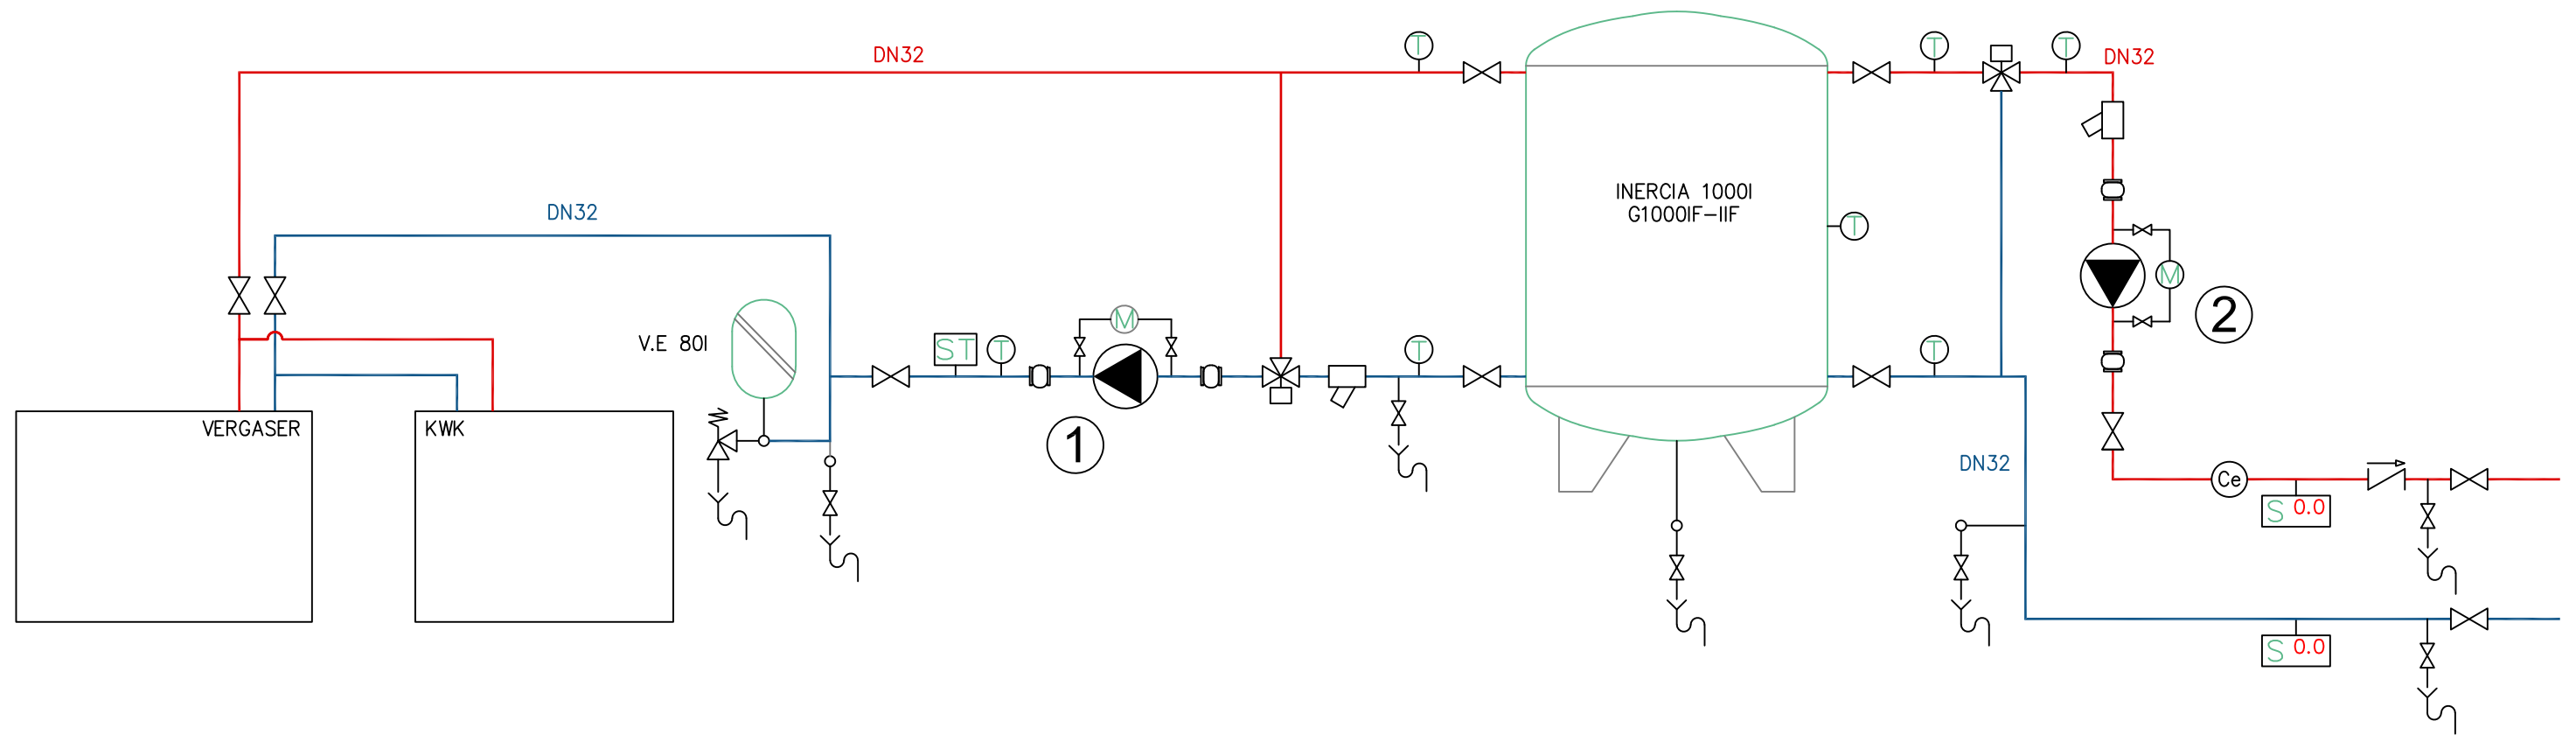 DN32
T
T
T
DN32
INERCIA 1000l
G1000IF-IIF
T
DN32
M
M
2
V.E 80l
ST
T
T
T
VERGASER
KWK
1
DN32
Ce
S 0.0
S 0.0